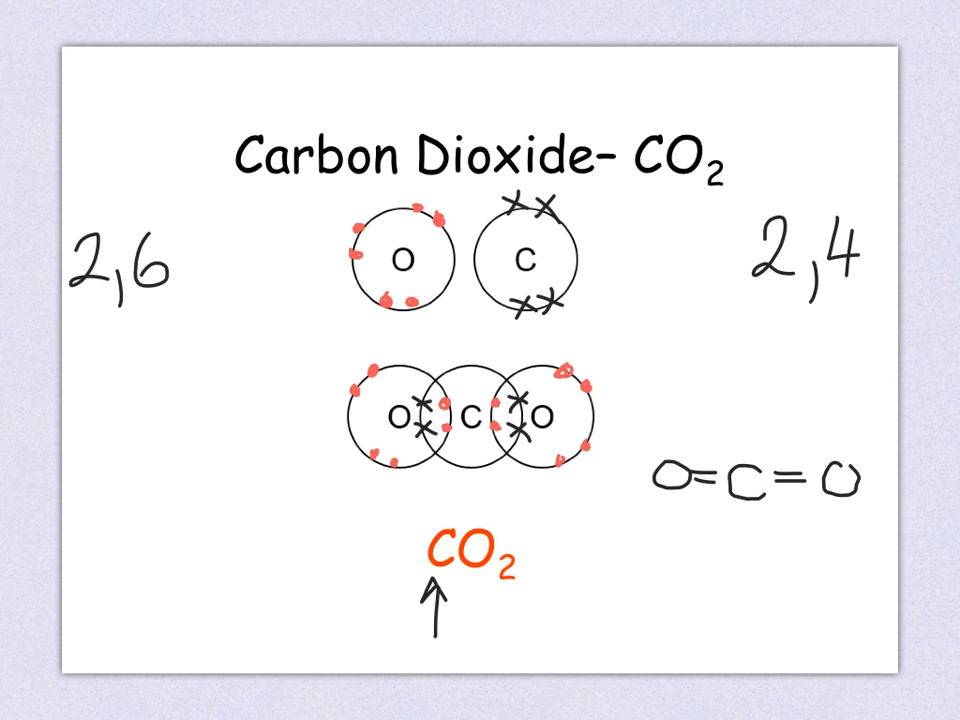 Carbon Dioxide– CO₂
2,6
O
C
2,4
O C O
O=C=O
CO₂